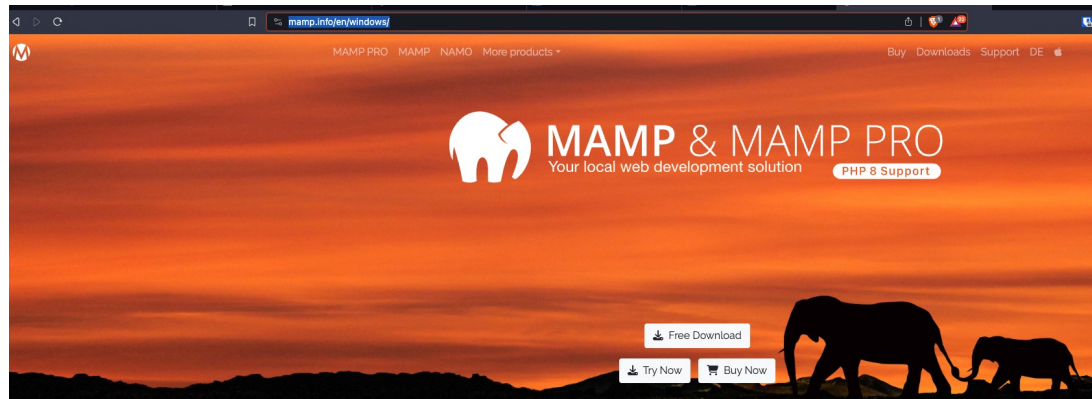 mamp.info/en/windows/
MAMP PRO MAMP NAMO More products
Buy Downloads Support DE
MAMP & MAMP PRO
Your local web development solution
PHP 8 Support
Free Download
Try Now
Buy Now